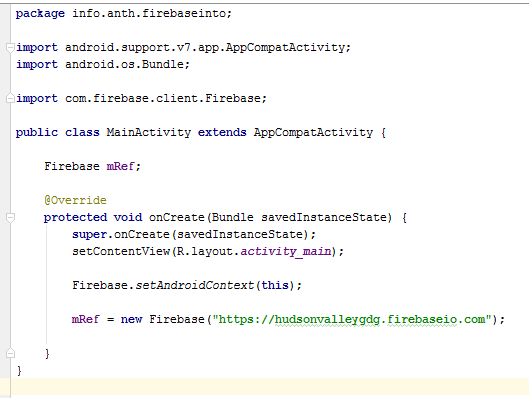 package info.anth.firebaseinto;
import android.support.v7.app.AppCompatActivity;
import android.os.Bundle;
import com.firebase.client.Firebase;
public class MainActivity extends AppCompatActivity {
Firebase mRef;
@Override
protected void onCreate(Bundle savedInstanceState) {
super.onCreate(savedInstanceState);
setContentView(R.layout.activity_main);
Firebase.setAndroidContext(this);
mRef = new Firebase("https://hudsonvalleygdg.firebaseio.com");
}
}